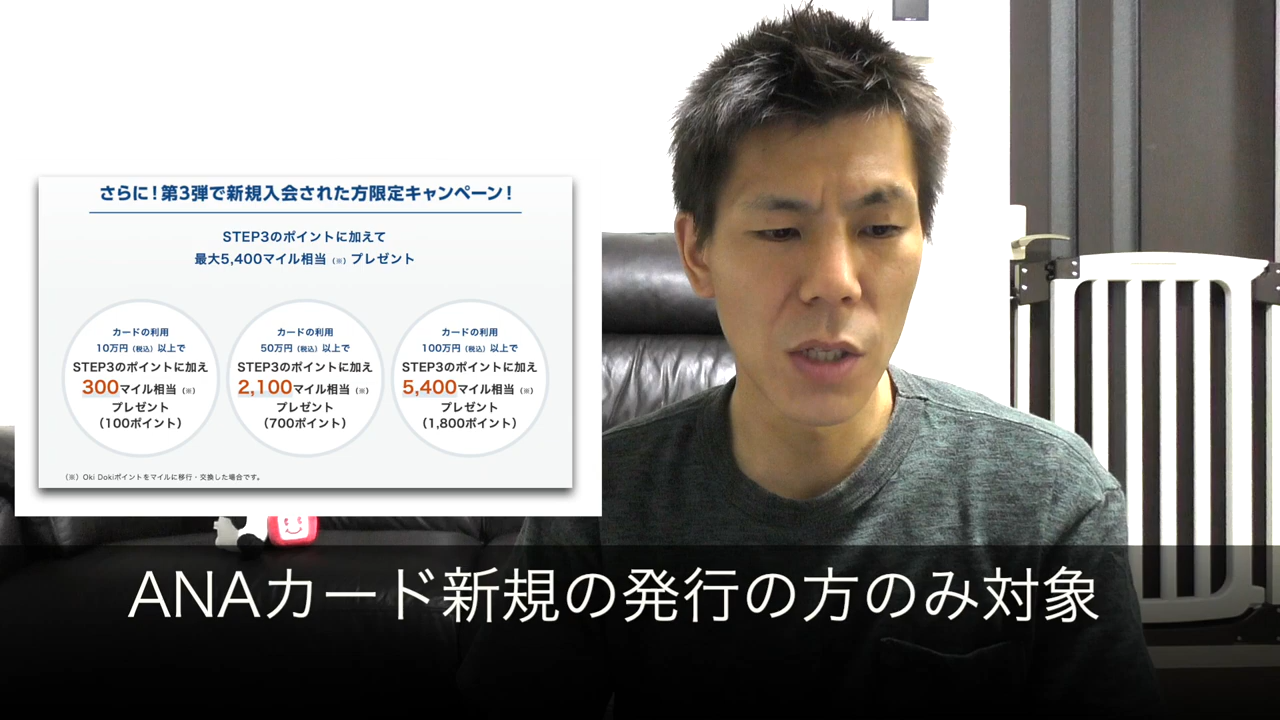 さらに！第3弾で新規入会された方限定キャンペーン！
STEP3のポイントに加えて
最大5,400マイル相当（※）プレゼント
カードの利用
10万円（税込）以上で
STEP3のポイントに加え
300マイル相当（※）
プレゼント
（100ポイント）
カードの利用
50万円（税込）以上で
STEP3のポイントに加え
2,100マイル相当（※）
プレゼント
（700ポイント）
カードの利用
100万円（税込）以上で
STEP3のポイントに加え
5,400マイル相当（※）
プレゼント
（1,800ポイント）
（※）Oki Dokiポイントをマイルに移行・交換した場合です。
ANAカード新規の発行の方のみ対象